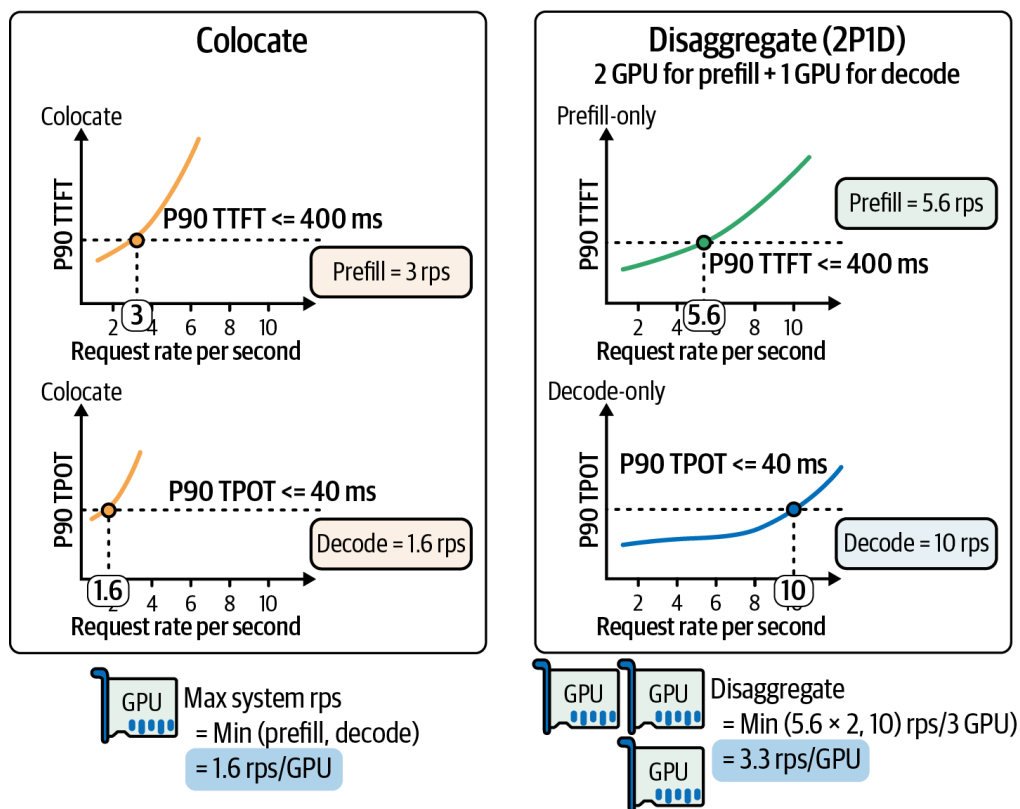 Colocate
Colocate
P90 TTFT
P90 TTFT <= 400 ms
Prefill = 3 rps
2 3 4 6 8 10
Request rate per second
Colocate
P90 TPOT
P90 TPOT <= 40 ms
Decode = 1.6 rps
1.6 4 6 8 10
Request rate per second
GPU
Max system rps
= Min (prefill, decode)
= 1.6 rps/GPU
Disaggregate (2P1D)
2 GPU for prefill + 1 GPU for decode
Prefill-only
P90 TTFT
Prefill = 5.6 rps
P90 TTFT <= 400 ms
2 4 5.6 8 10
Request rate per second
Decode-only
P90 TPOT
P90 TPOT <= 40 ms
Decode = 10 rps
2 4 6 8 10
Request rate per second
GPU GPU
GPU
Disaggregate
= Min (5.6 × 2, 10) rps/3 GPU)
= 3.3 rps/GPU